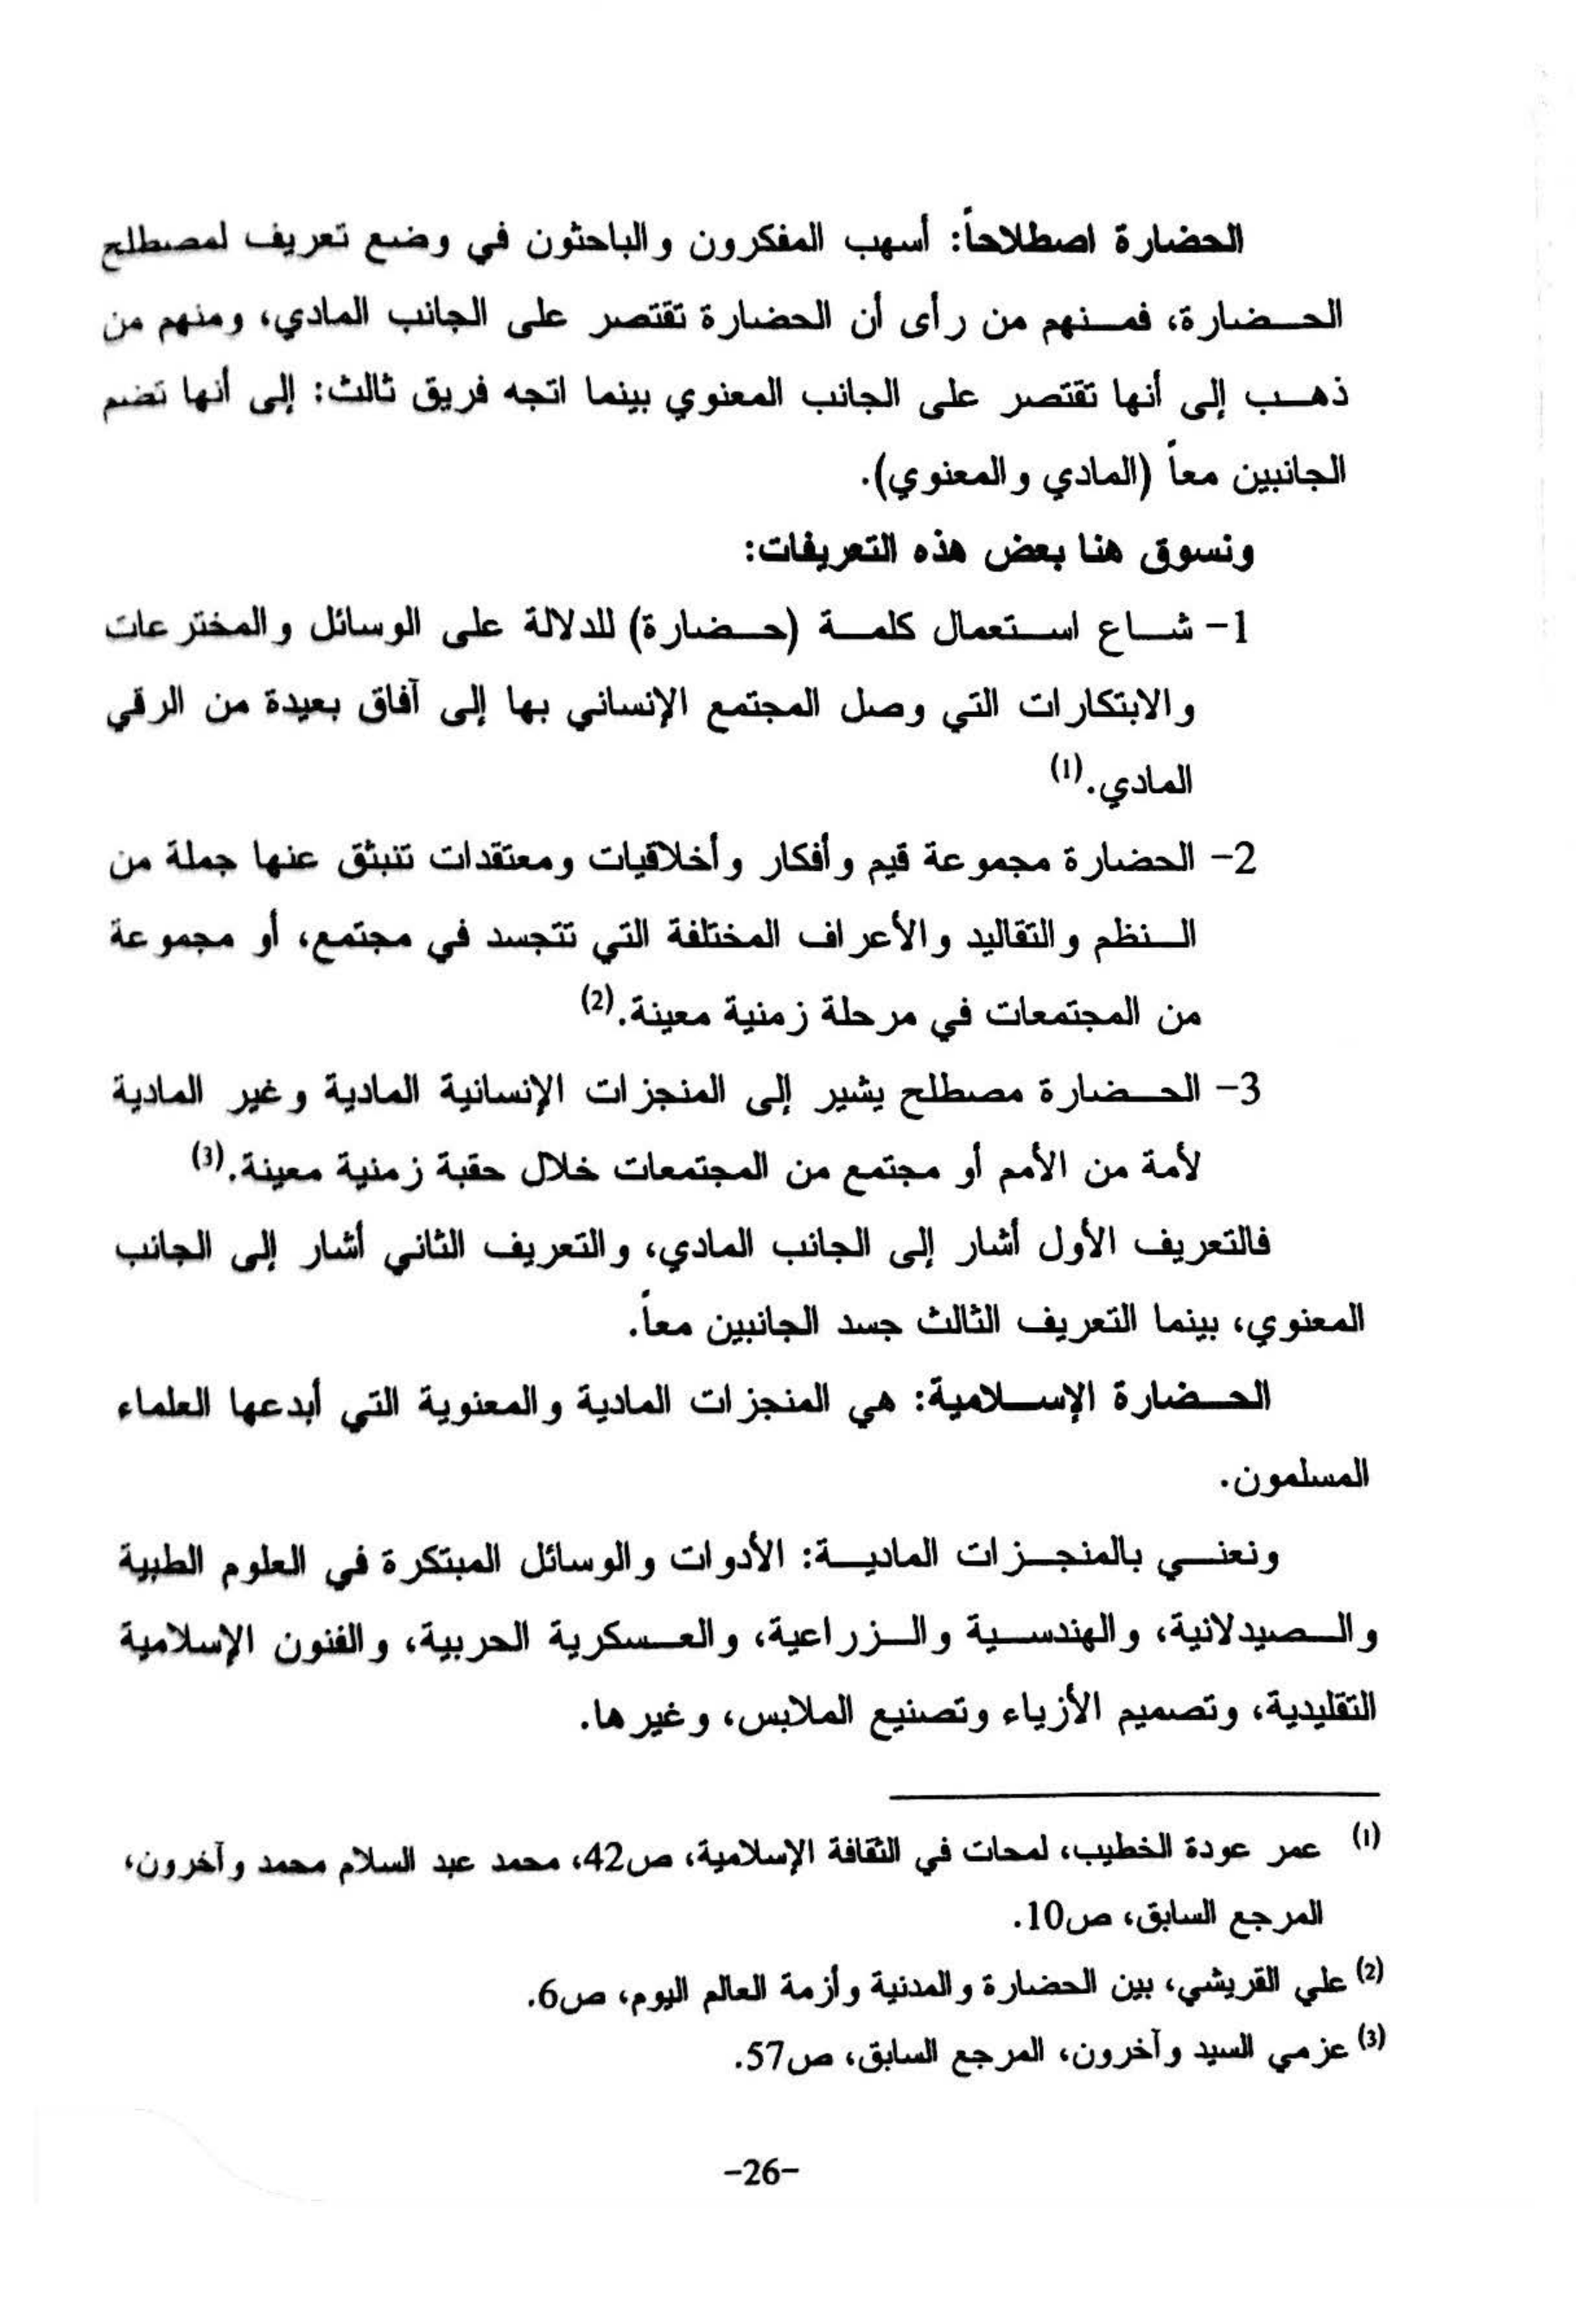 الحضارة اصطلاحاً: أسهب المفكرون والباحثون في وضع تعريف لمصطلح
الحضارة، فمنهم من رأى أن الحضارة تقتصر على الجانب المادي، ومنهم من
ذهب إلى أنها تقتصر على الجانب المعنوي بينما اتجه فريق ثالث: إلى أنها تضم
الجانبين معاً (المادي والمعنوي).
ونسوق هنا بعض هذه التعريفات:
1- شاع استعمال كلمة (حضارة) للدلالة على الوسائل والمخترعات
والابتكارات التي وصل المجتمع الإنساني بها إلى آفاق بعيدة من الرقي
المادي.(1)
2- الحضارة مجموعة قيم وأفكار وأخلاقيات ومعتقدات تنبثق عنها جملة من
النظم والتقاليد والأعراف المختلفة التي تتجسد في مجتمع، أو مجموعة
من المجتمعات في مرحلة زمنية معينة.(2)
3- الحضارة مصطلح يشير إلى المنجزات الإنسانية المادية وغير المادية
لأمة من الأمم أو مجتمع من المجتمعات خلال حقبة زمنية معينة.(3)
فالتعريف الأول أشار إلى الجانب المادي، والتعريف الثاني أشار إلى الجانب
المعنوي، بينما التعريف الثالث جسد الجانبين معاً.
الحضارة الإسلامية: هي المنجزات المادية والمعنوية التي أبدعها العلماء
المسلمون.
ونعني بالمنجزات المادية: الأدوات والوسائل المبتكرة في العلوم الطبية
والصيدلانية، والهندسية والزراعية، والعسكرية الحربية، والفنون الإسلامية
التقليدية، وتصميم الأزياء وتصنيع الملابس، وغيرها.
(1) عمر عودة الخطيب، لمحات في الثقافة الإسلامية، ص42، محمد عبد السلام محمد وآخرون،
المرجع السابق، ص10.
(2) علي القريشي، بين الحضارة والمدنية وأزمة العالم اليوم، ص6.
(3) عزمي السيد وآخرون، المرجع السابق، ص57.
-26-